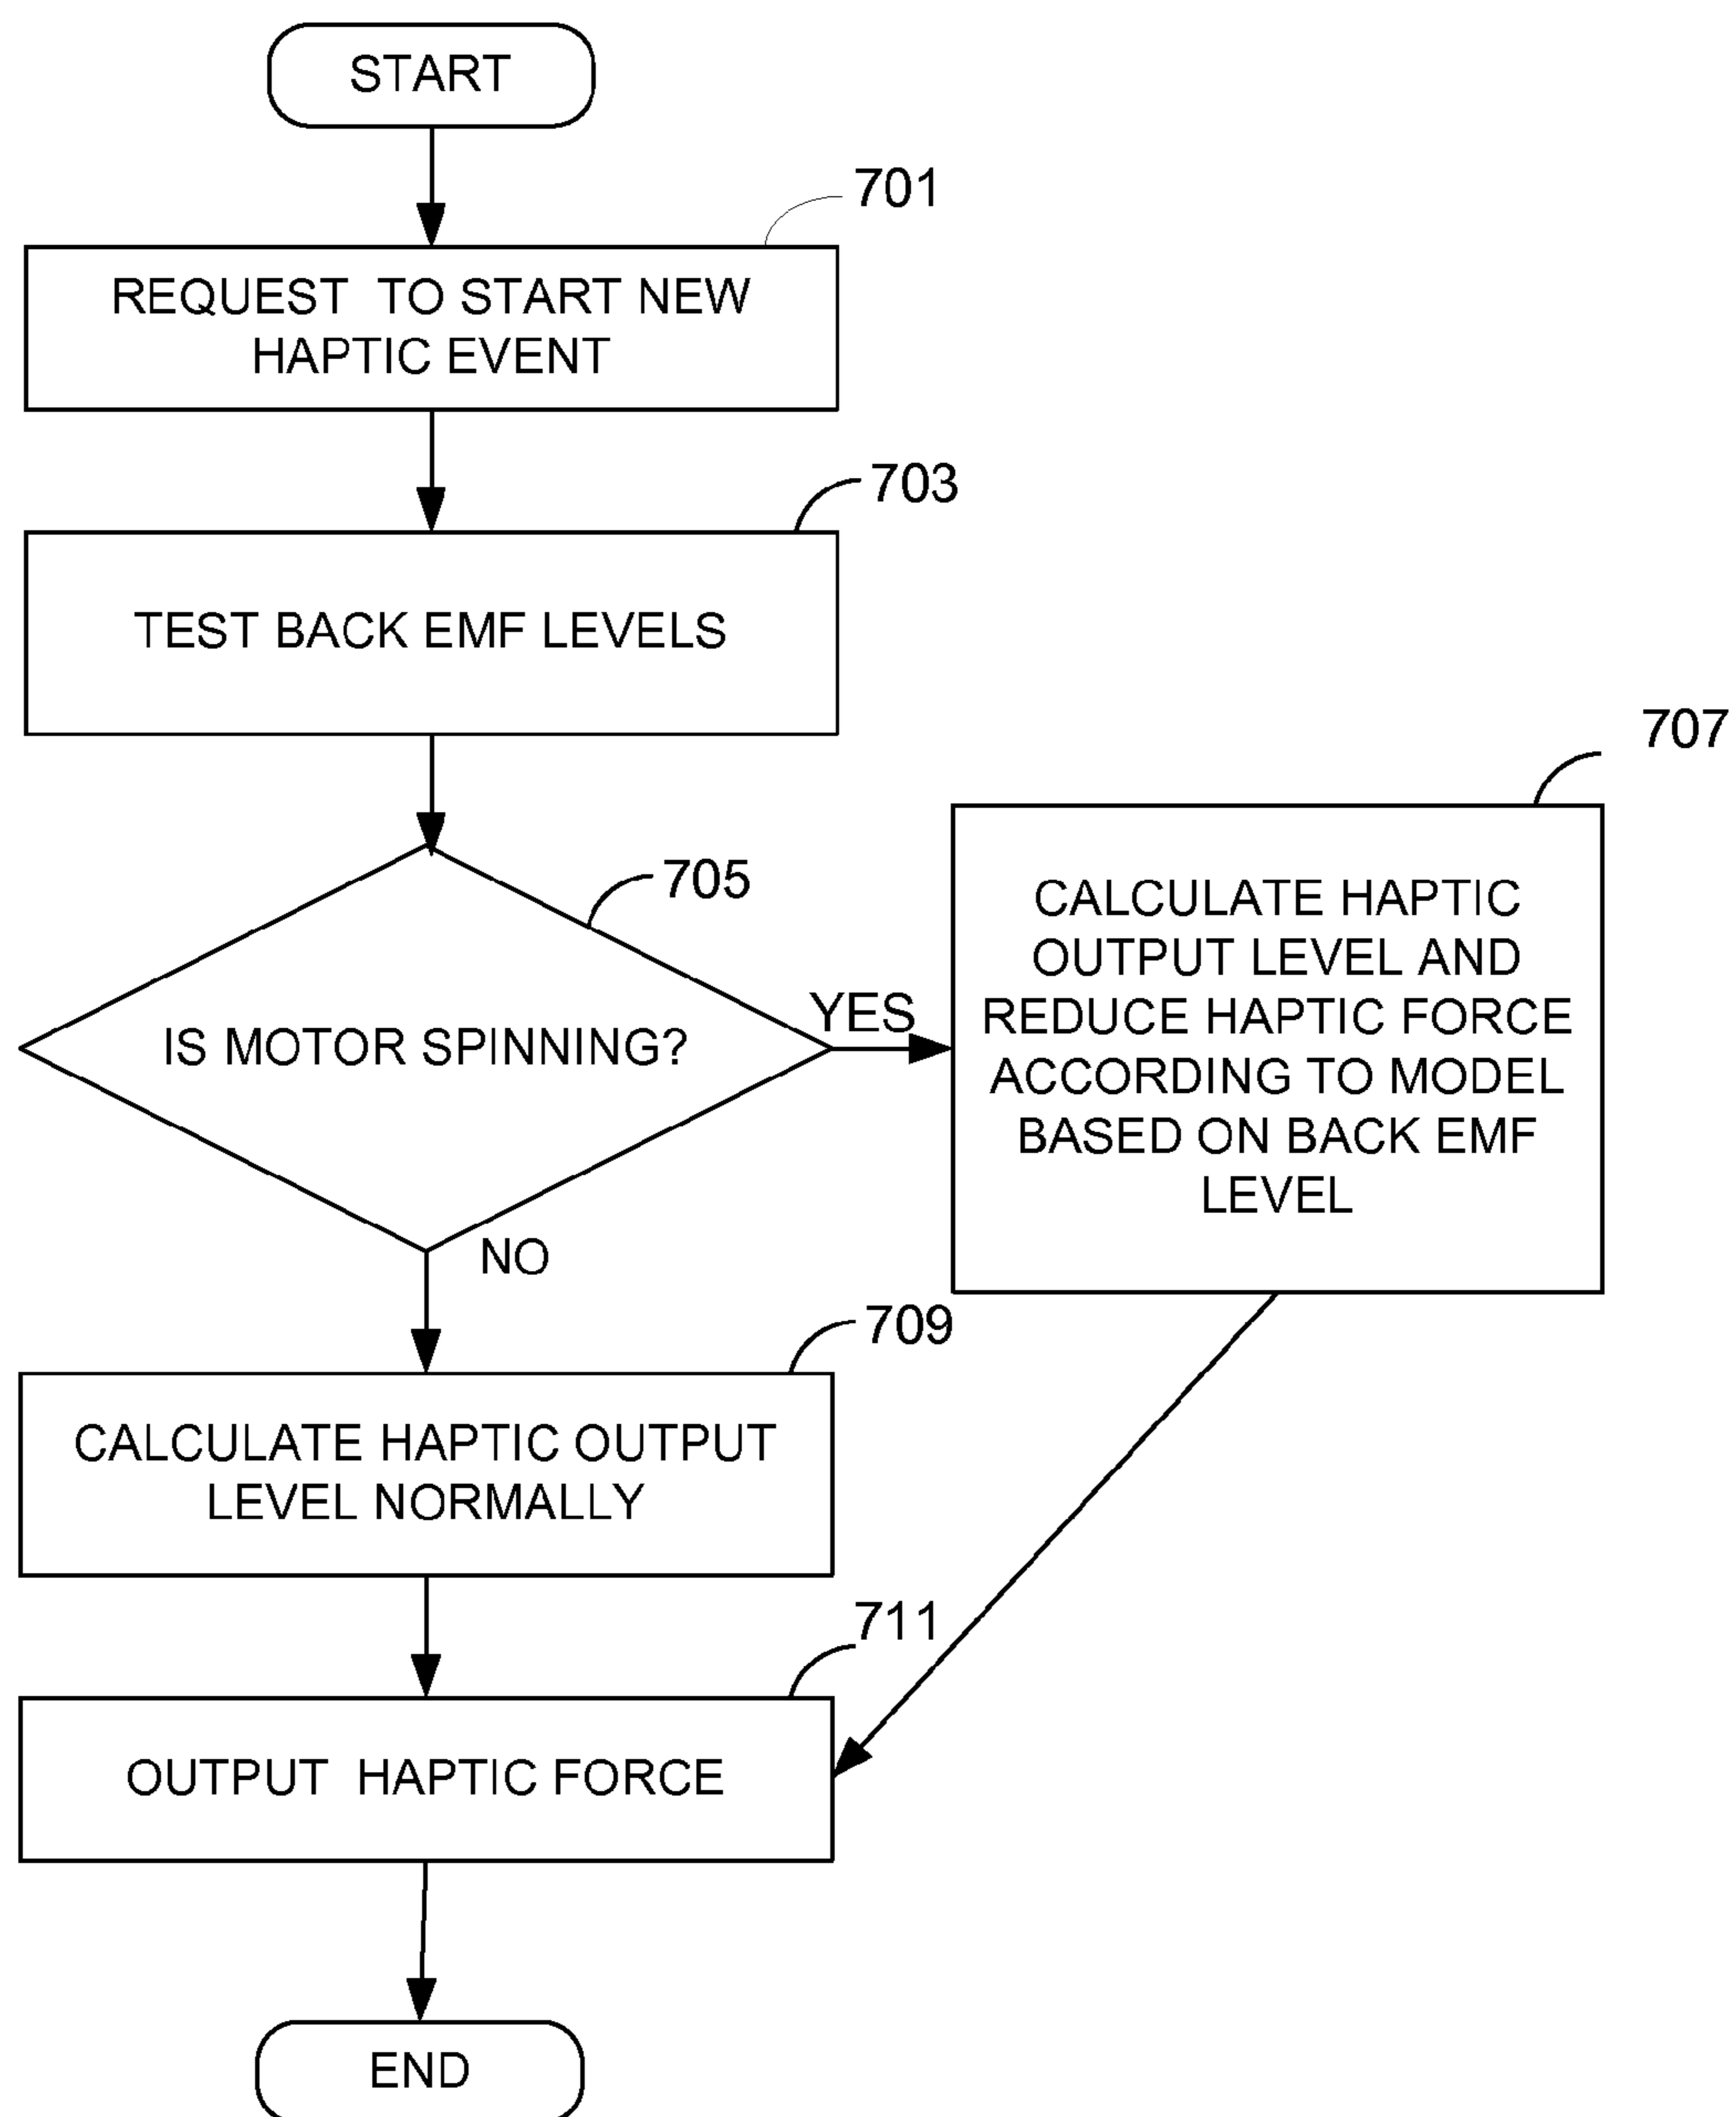 START
701
REQUEST TO START NEW
HAPTIC EVENT
703
TEST BACK EMF LEVELS
705
IS MOTOR SPINNING?
YES
707
CALCULATE HAPTIC
OUTPUT LEVEL AND
REDUCE HAPTIC FORCE
ACCORDING TO MODEL
BASED ON BACK EMF
LEVEL
NO
709
CALCULATE HAPTIC OUTPUT
LEVEL NORMALLY
711
OUTPUT HAPTIC FORCE
END